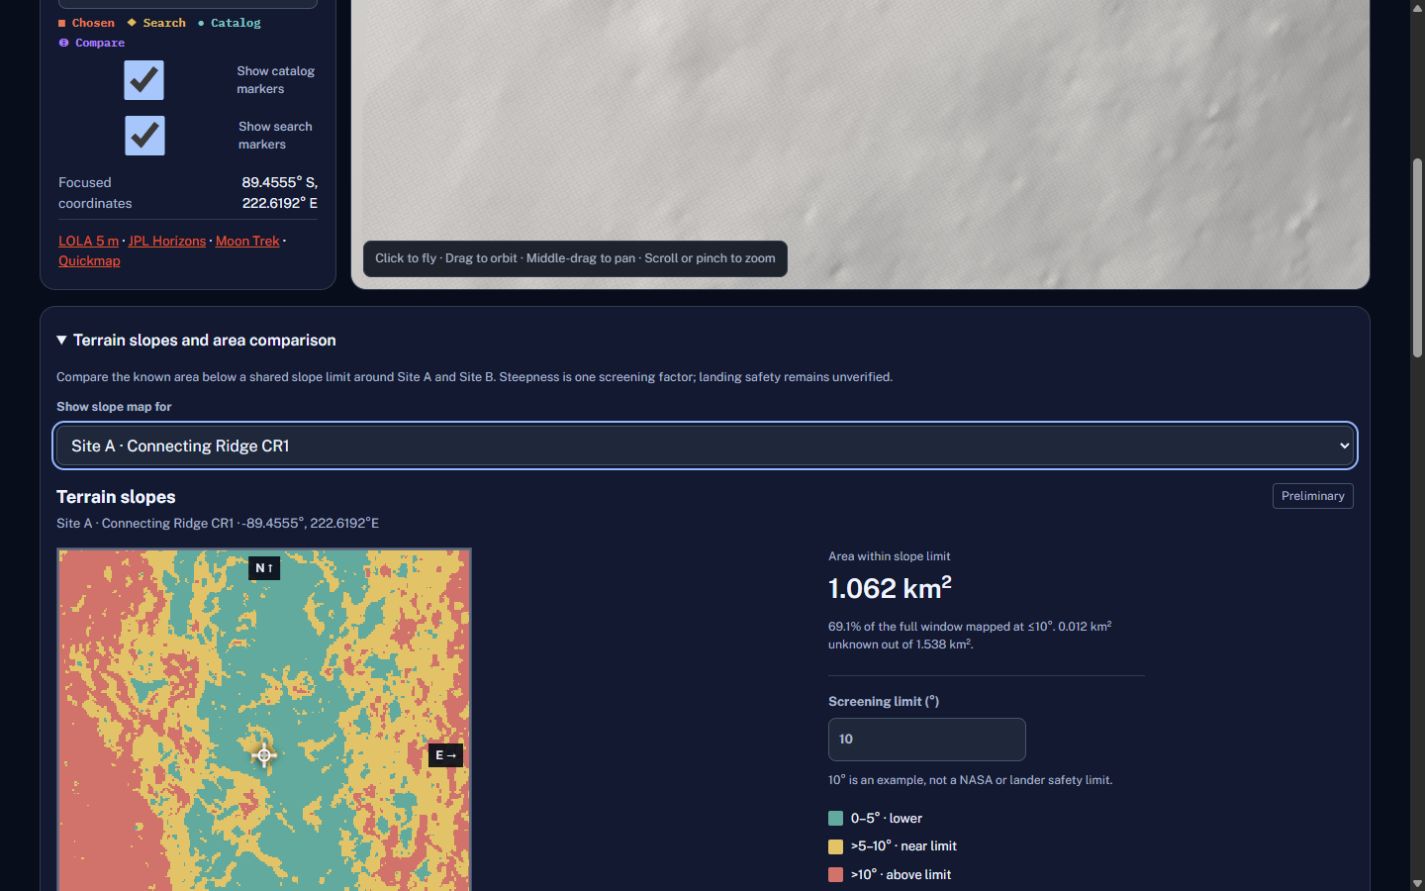 Chosen Search Catalog
Compare
Show catalog
markers
Show search
markers
Focused
coordinates
89.4555° S,
222.6192° E
LOLA 5 m · JPL Horizons · Moon Trek ·
Quickmap
Click to fly · Drag to orbit · Middle-drag to pan · Scroll or pinch to zoom
▼ Terrain slopes and area comparison
Compare the known area below a shared slope limit around Site A and Site B. Steepness is one screening factor; landing safety remains unverified.
Show slope map for
Site A · Connecting Ridge CR1
Terrain slopes
Preliminary
Site A · Connecting Ridge CR1 · -89.4555°, 222.6192°E
N ↑
E →
Area within slope limit
1.062 km²
69.1% of the full window mapped at ≤10°. 0.012 km²
unknown out of 1.538 km².
Screening limit (°)
10
10° is an example, not a NASA or lander safety limit.
0–5° · lower
>5–10° · near limit
>10° · above limit